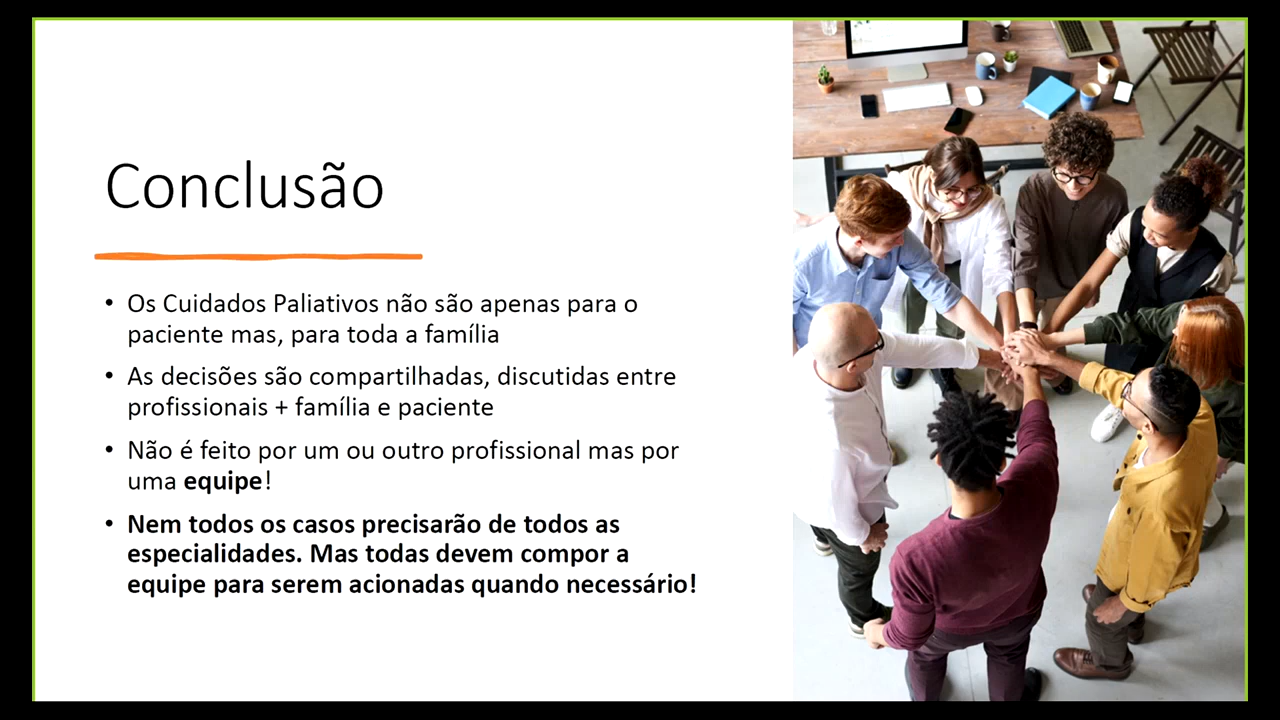 Conclusão
• Os Cuidados Paliativos não são apenas para o
paciente mas, para toda a família
• As decisões são compartilhadas, discutidas entre
profissionais + família e paciente
• Não é feito por um ou outro profissional mas por
uma equipe!
• Nem todos os casos precisarão de todos as
especialidades. Mas todas devem compor a
equipe para serem acionadas quando necessário!